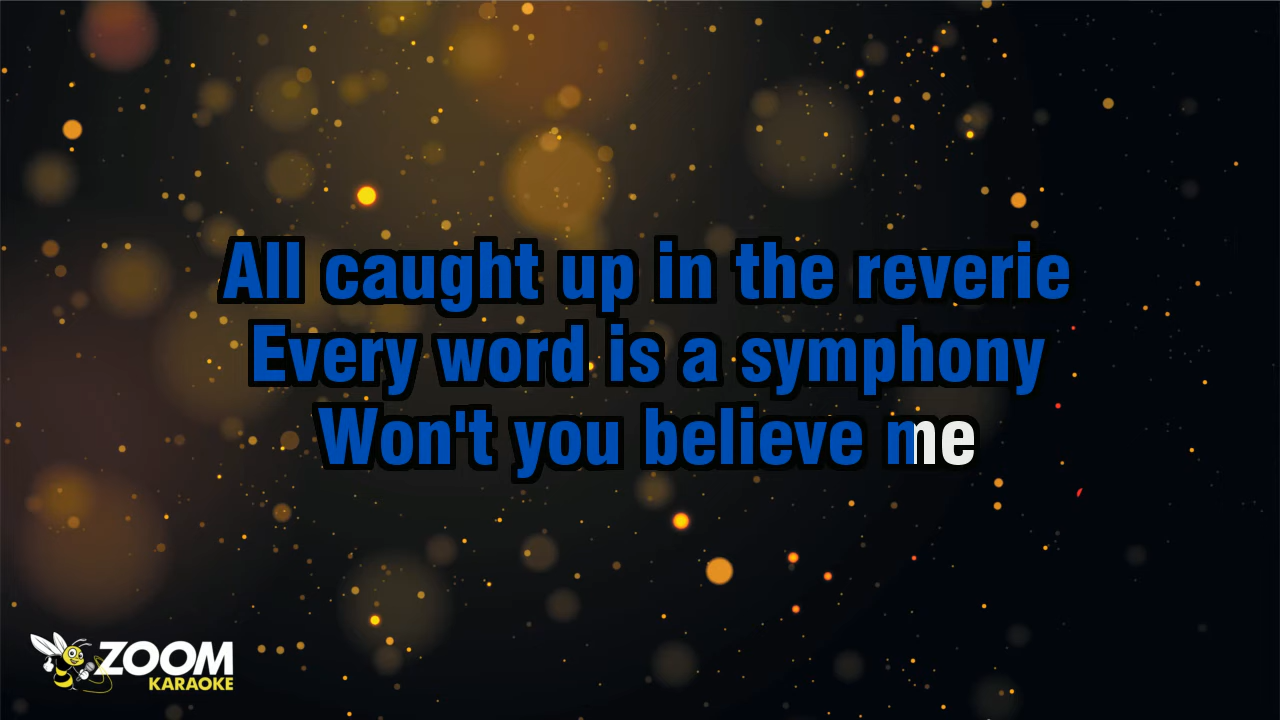 All caught up in the reverie
Every word is a symphony
Won't you believe me
ZOOM
KARAOKE